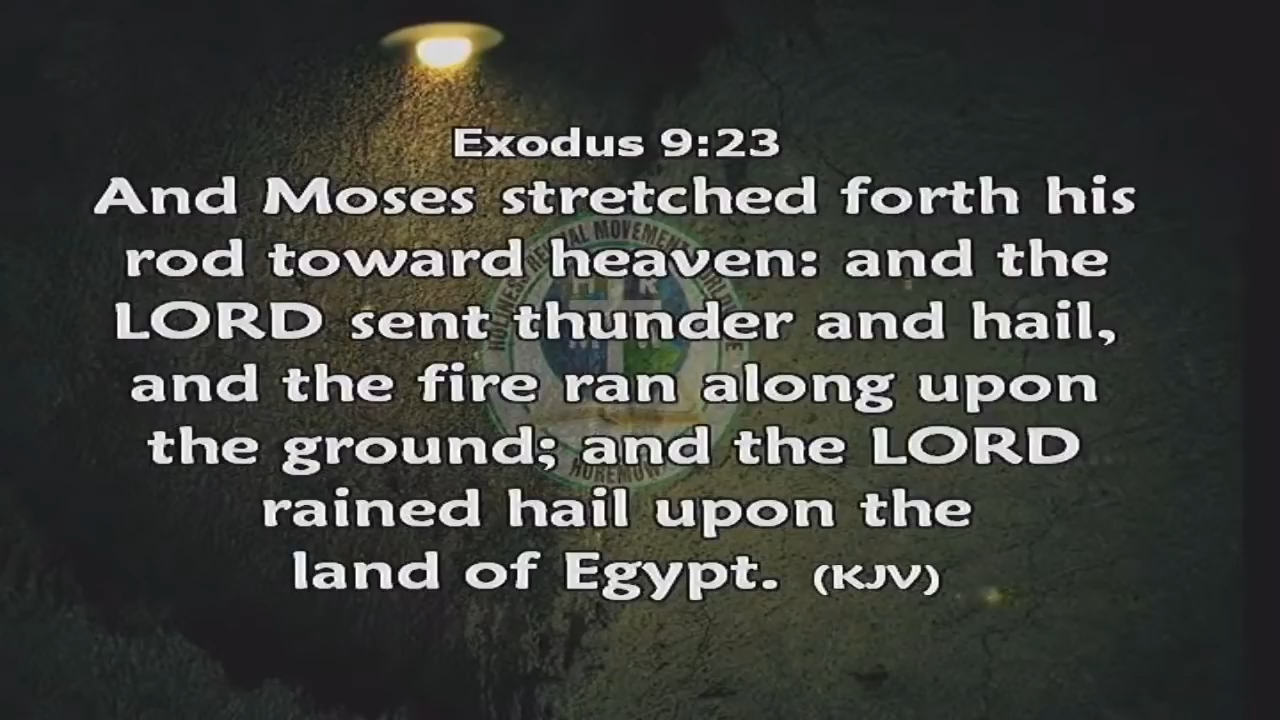 Exodus 9:23
And Moses stretched forth his
rod toward heaven: and the
LORD sent thunder and hail,
and the fire ran along upon
the ground; and the LORD
rained hail upon the
land of Egypt. (KJV)